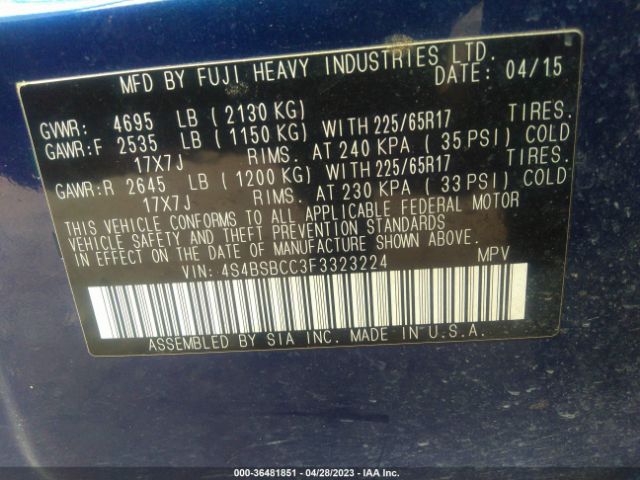 MFD BY FUJI HEAVY INDUSTRIES LTD.
DATE: 04/15
GVWR: 4695 LB (2130 KG)
GAWR:F 2535 LB (1150 KG) WITH 225/65R17 TIRES.
17X7J RIMS. AT 240 KPA (35 PSI) COLD
GAWR:R 2645 LB (1200 KG) WITH 225/65R17 TIRES.
17X7J RIMS. AT 230 KPA (33 PSI) COLD
THIS VEHICLE CONFORMS TO ALL APPLICABLE FEDERAL MOTOR
VEHICLE SAFETY AND THEFT PREVENTION STANDARDS
IN EFFECT ON THE DATE OF MANUFACTURE SHOWN ABOVE.
VIN: 4S4BSBCC3F3323224 MPV
ASSEMBLED BY SIA INC. MADE IN U.S.A.
000-36481851 | 04/28/2023 | IAA Inc.